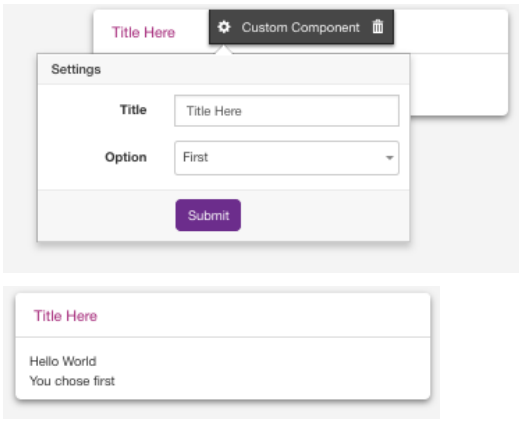 Title Here
Custom Component
Settings
Title
Title Here
Option
First
Submit
Title Here
Hello World
You chose first